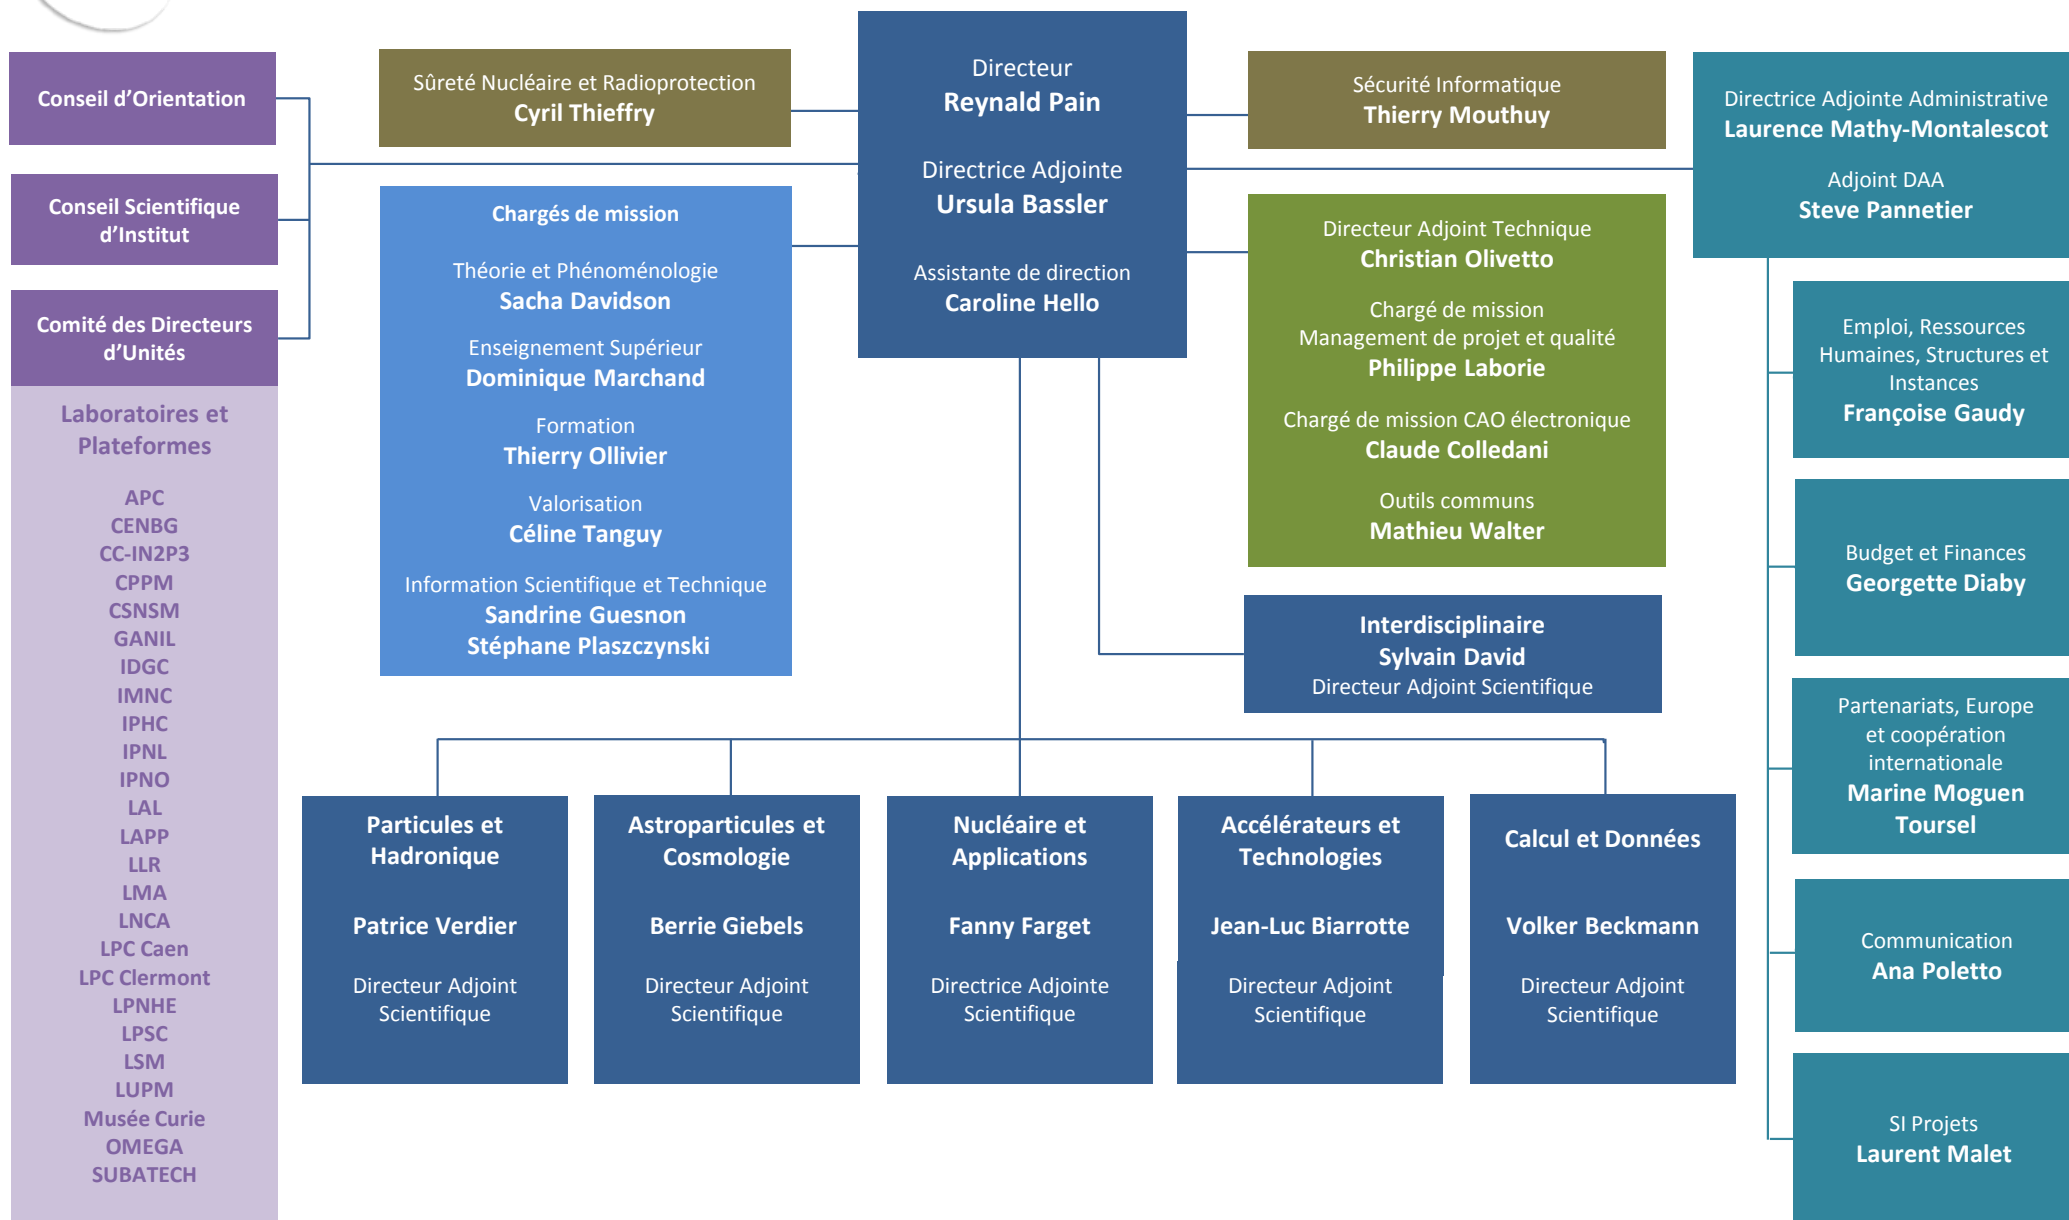 Conseil d’Orientation
Conseil Scientifique
d’Institut
Comité des Directeurs
d’Unités
Laboratoires et
Plateformes
APC
CENBG
CC-IN2P3
CPPM
CSNSM
GANIL
IDGC
IMNC
IPHC
IPNL
IPNO
LAL
LAPP
LLR
LMA
LNCA
LPC Caen
LPC Clermont
LPNHE
LPSC
LSM
LUPM
Musée Curie
OMEGA
SUBATECH
Sûreté Nucléaire et Radioprotection
Cyril Thieffry
Chargés de mission
Théorie et Phénoménologie
Sacha Davidson
Enseignement Supérieur
Dominique Marchand
Formation
Thierry Ollivier
Valorisation
Céline Tanguy
Information Scientifique et Technique
Sandrine Guesnon
Stéphane Plaszczynski
Directeur
Reynald Pain
Directrice Adjointe
Ursula Bassler
Assistante de direction
Caroline Hello
Sécurité Informatique
Thierry Mouthuy
Directeur Adjoint Technique
Christian Olivetto
Chargé de mission
Management de projet et qualité
Philippe Laborie
Chargé de mission CAO électronique
Claude Colledani
Outils communs
Mathieu Walter
Interdisciplinaire
Sylvain David
Directeur Adjoint Scientifique
Particules et
Hadronique
Patrice Verdier
Directeur Adjoint
Scientifique
Astroparticules et
Cosmologie
Berrie Giebels
Directeur Adjoint
Scientifique
Nucléaire et
Applications
Fanny Farget
Directrice Adjointe
Scientifique
Accélérateurs et
Technologies
Jean-Luc Biarrotte
Directeur Adjoint
Scientifique
Calcul et Données
Volker Beckmann
Directeur Adjoint
Scientifique
Directrice Adjointe Administrative
Laurence Mathy-Montalescot
Adjoint DAA
Steve Pannetier
Emploi, Ressources
Humaines, Structures et
Instances
Françoise Gaudy
Budget et Finances
Georgette Diaby
Partenariats, Europe
et coopération
internationale
Marine Moguen
Toursel
Communication
Ana Poletto
SI Projets
Laurent Malet